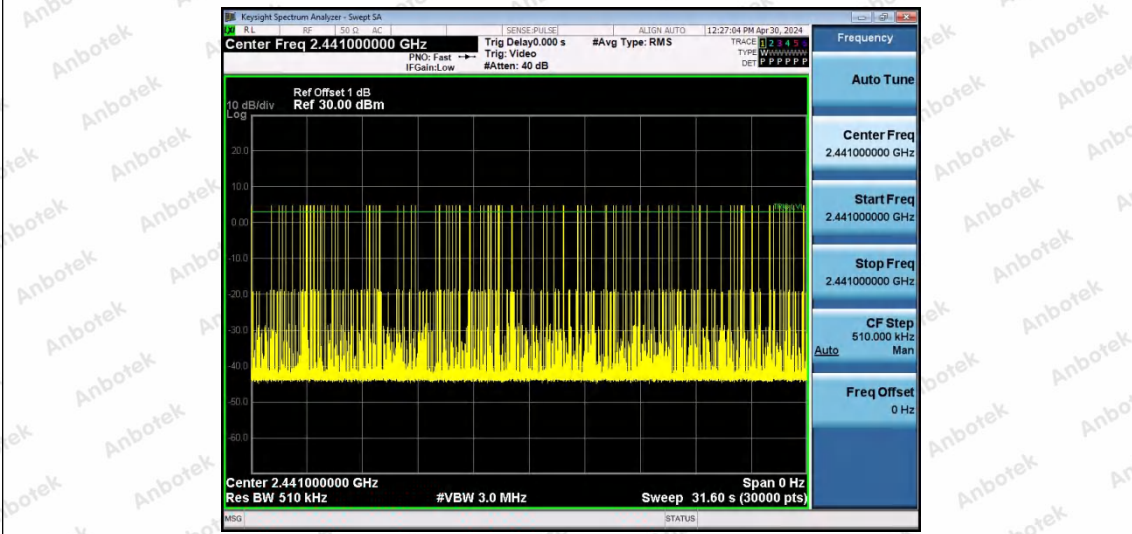 Keysight Spectrum Analyzer - Swept SA
RL RF 50 Ω AC SENSE:PULSE ALIGN AUTO 12:27:04 PM Apr 30, 2024
Center Freq 2.441000000 GHz
PNO: Fast
IFGain:Low
Trig Delay0.000 s
Trig: Video
#Atten: 40 dB
#Avg Type: RMS
TRACE 1 2 3 4 5 6
TYPE W
DET P P P P P P
Ref Offset 1 dB
10 dB/div Ref 30.00 dBm
Log
20.0
10.0
0.00
-10.0
-20.0
-30.0
-40.0
-50.0
-60.0
Center 2.441000000 GHz Span 0 Hz
Res BW 510 kHz #VBW 3.0 MHz Sweep 31.60 s (30000 pts)
MSG STATUS
Frequency
Auto Tune
Center Freq
2.441000000 GHz
Start Freq
2.441000000 GHz
Stop Freq
2.441000000 GHz
CF Step
510.000 kHz
Auto Man
Freq Offset
0 Hz
Anbotek